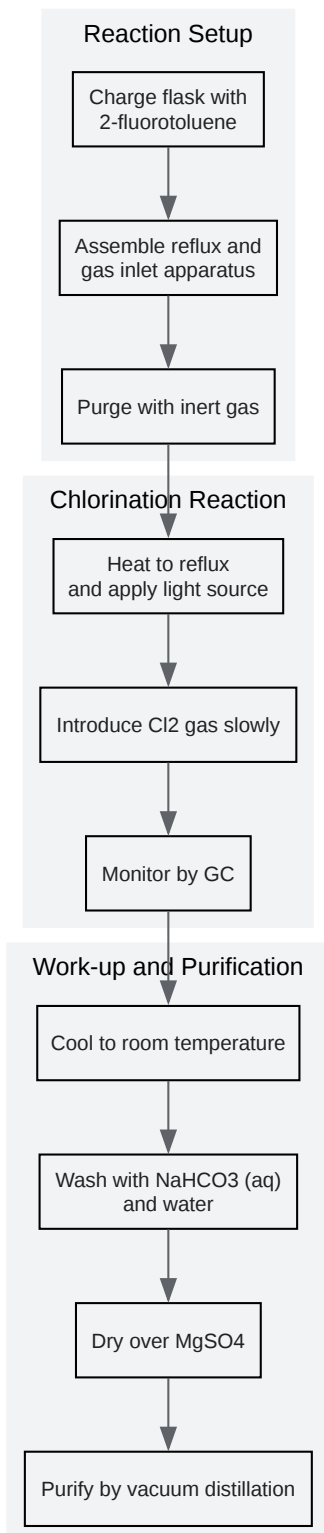 Reaction Setup
Charge flask with
2-fluorotoluene
Assemble reflux and
gas inlet apparatus
Purge with inert gas
Chlorination Reaction
Heat to reflux
and apply light source
Introduce Cl2 gas slowly
Monitor by GC
Work-up and Purification
Cool to room temperature
Wash with NaHCO3 (aq)
and water
Dry over MgSO4
Purify by vacuum distillation